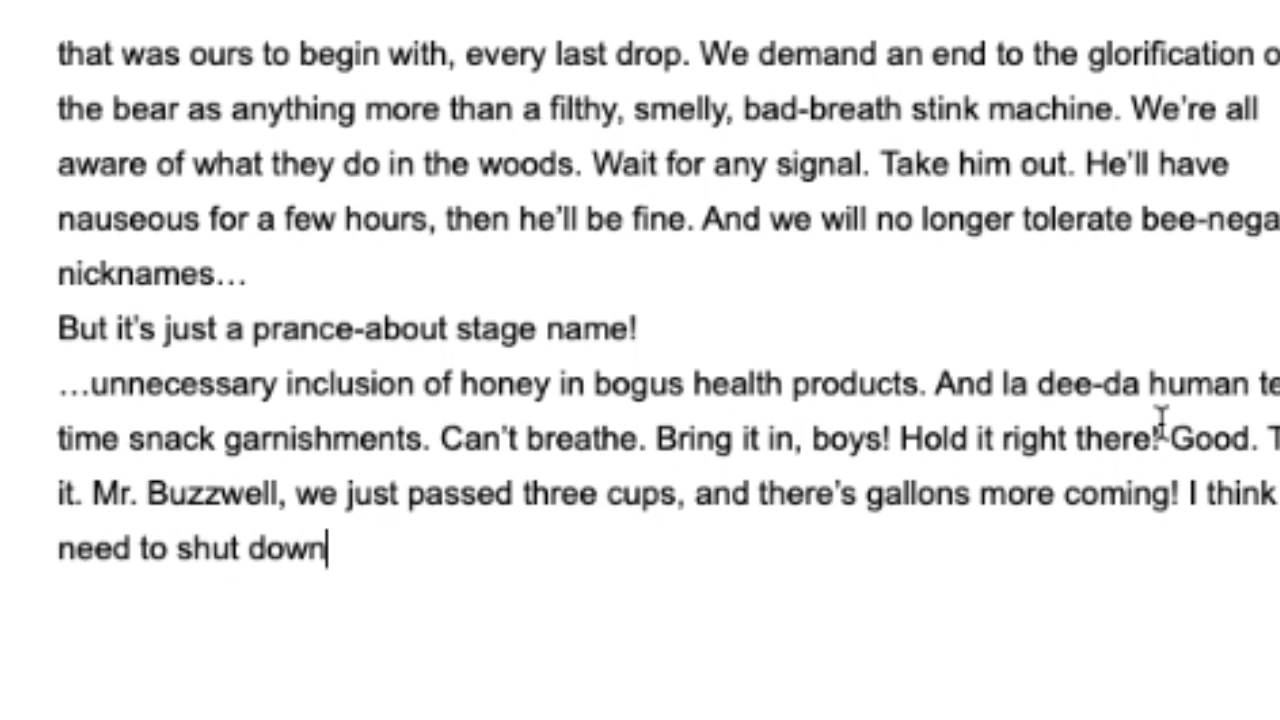 that was ours to begin with, every last drop. We demand an end to the glorification o
the bear as anything more than a filthy, smelly, bad-breath stink machine. We're all
aware of what they do in the woods. Wait for any signal. Take him out. He'll have
nauseous for a few hours, then he'll be fine. And we will no longer tolerate bee-nega
nicknames…
But it's just a prance-about stage name!
…unnecessary inclusion of honey in bogus health products. And la dee-da human te
time snack garnishments. Can't breathe. Bring it in, boys! Hold it right there! Good. T
it. Mr. Buzzwell, we just passed three cups, and there's gallons more coming! I think
need to shut down